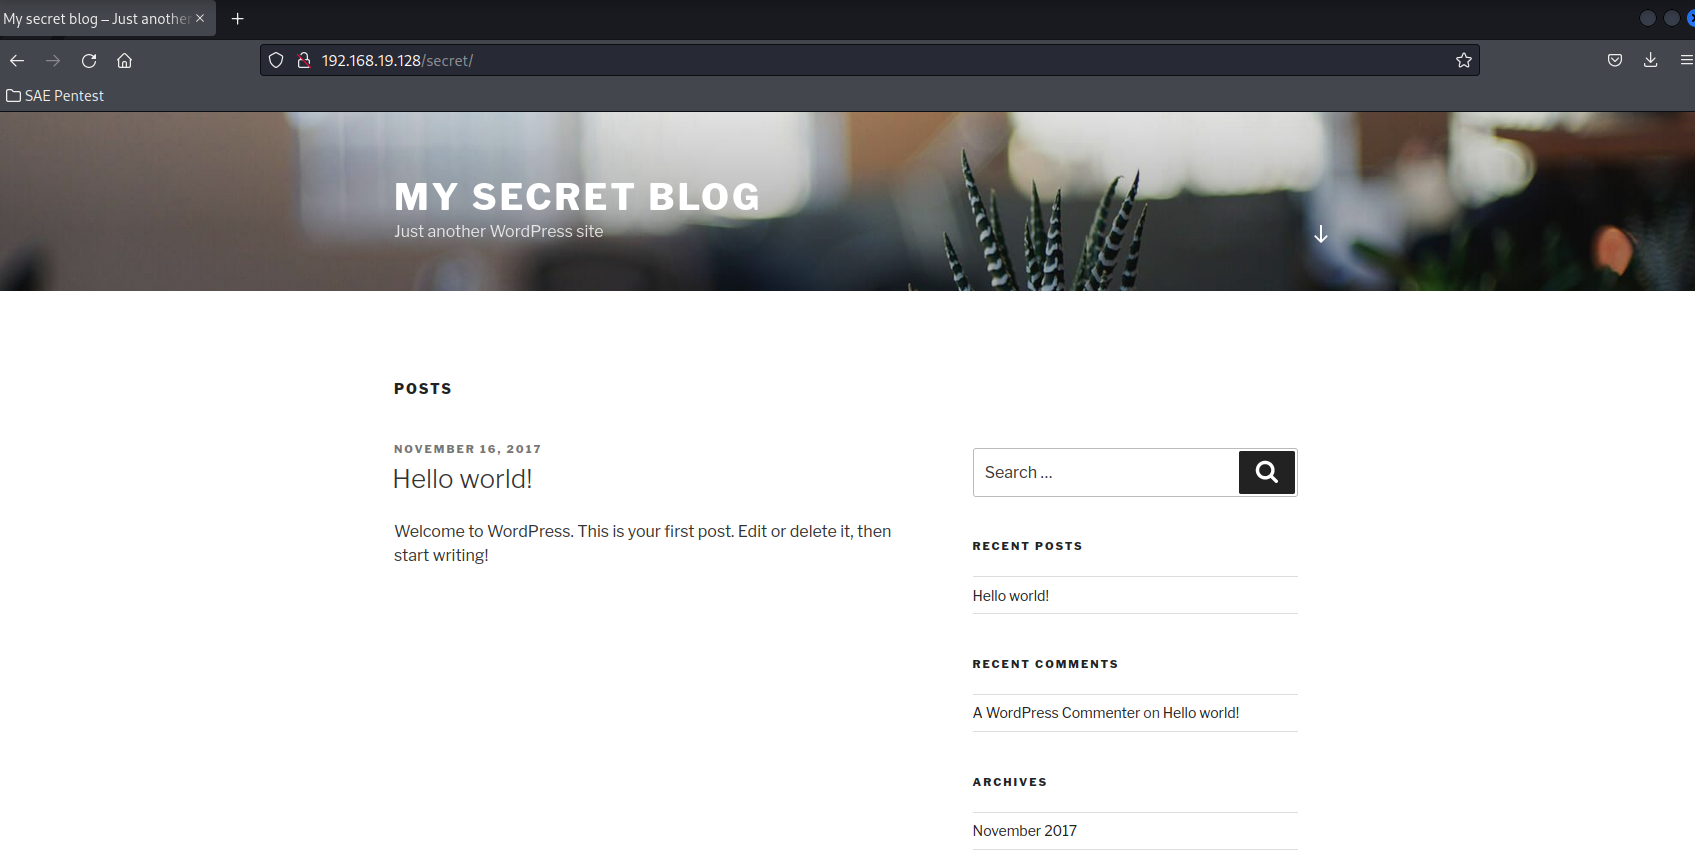 My secret blog – Just another
192.168.19.128/secret/
SAE Pentest
MY SECRET BLOG
Just another WordPress site
POSTS
NOVEMBER 16, 2017
Hello world!
Welcome to WordPress. This is your first post. Edit or delete it, then
start writing!
Search …
RECENT POSTS
Hello world!
RECENT COMMENTS
A WordPress Commenter on Hello world!
ARCHIVES
November 2017